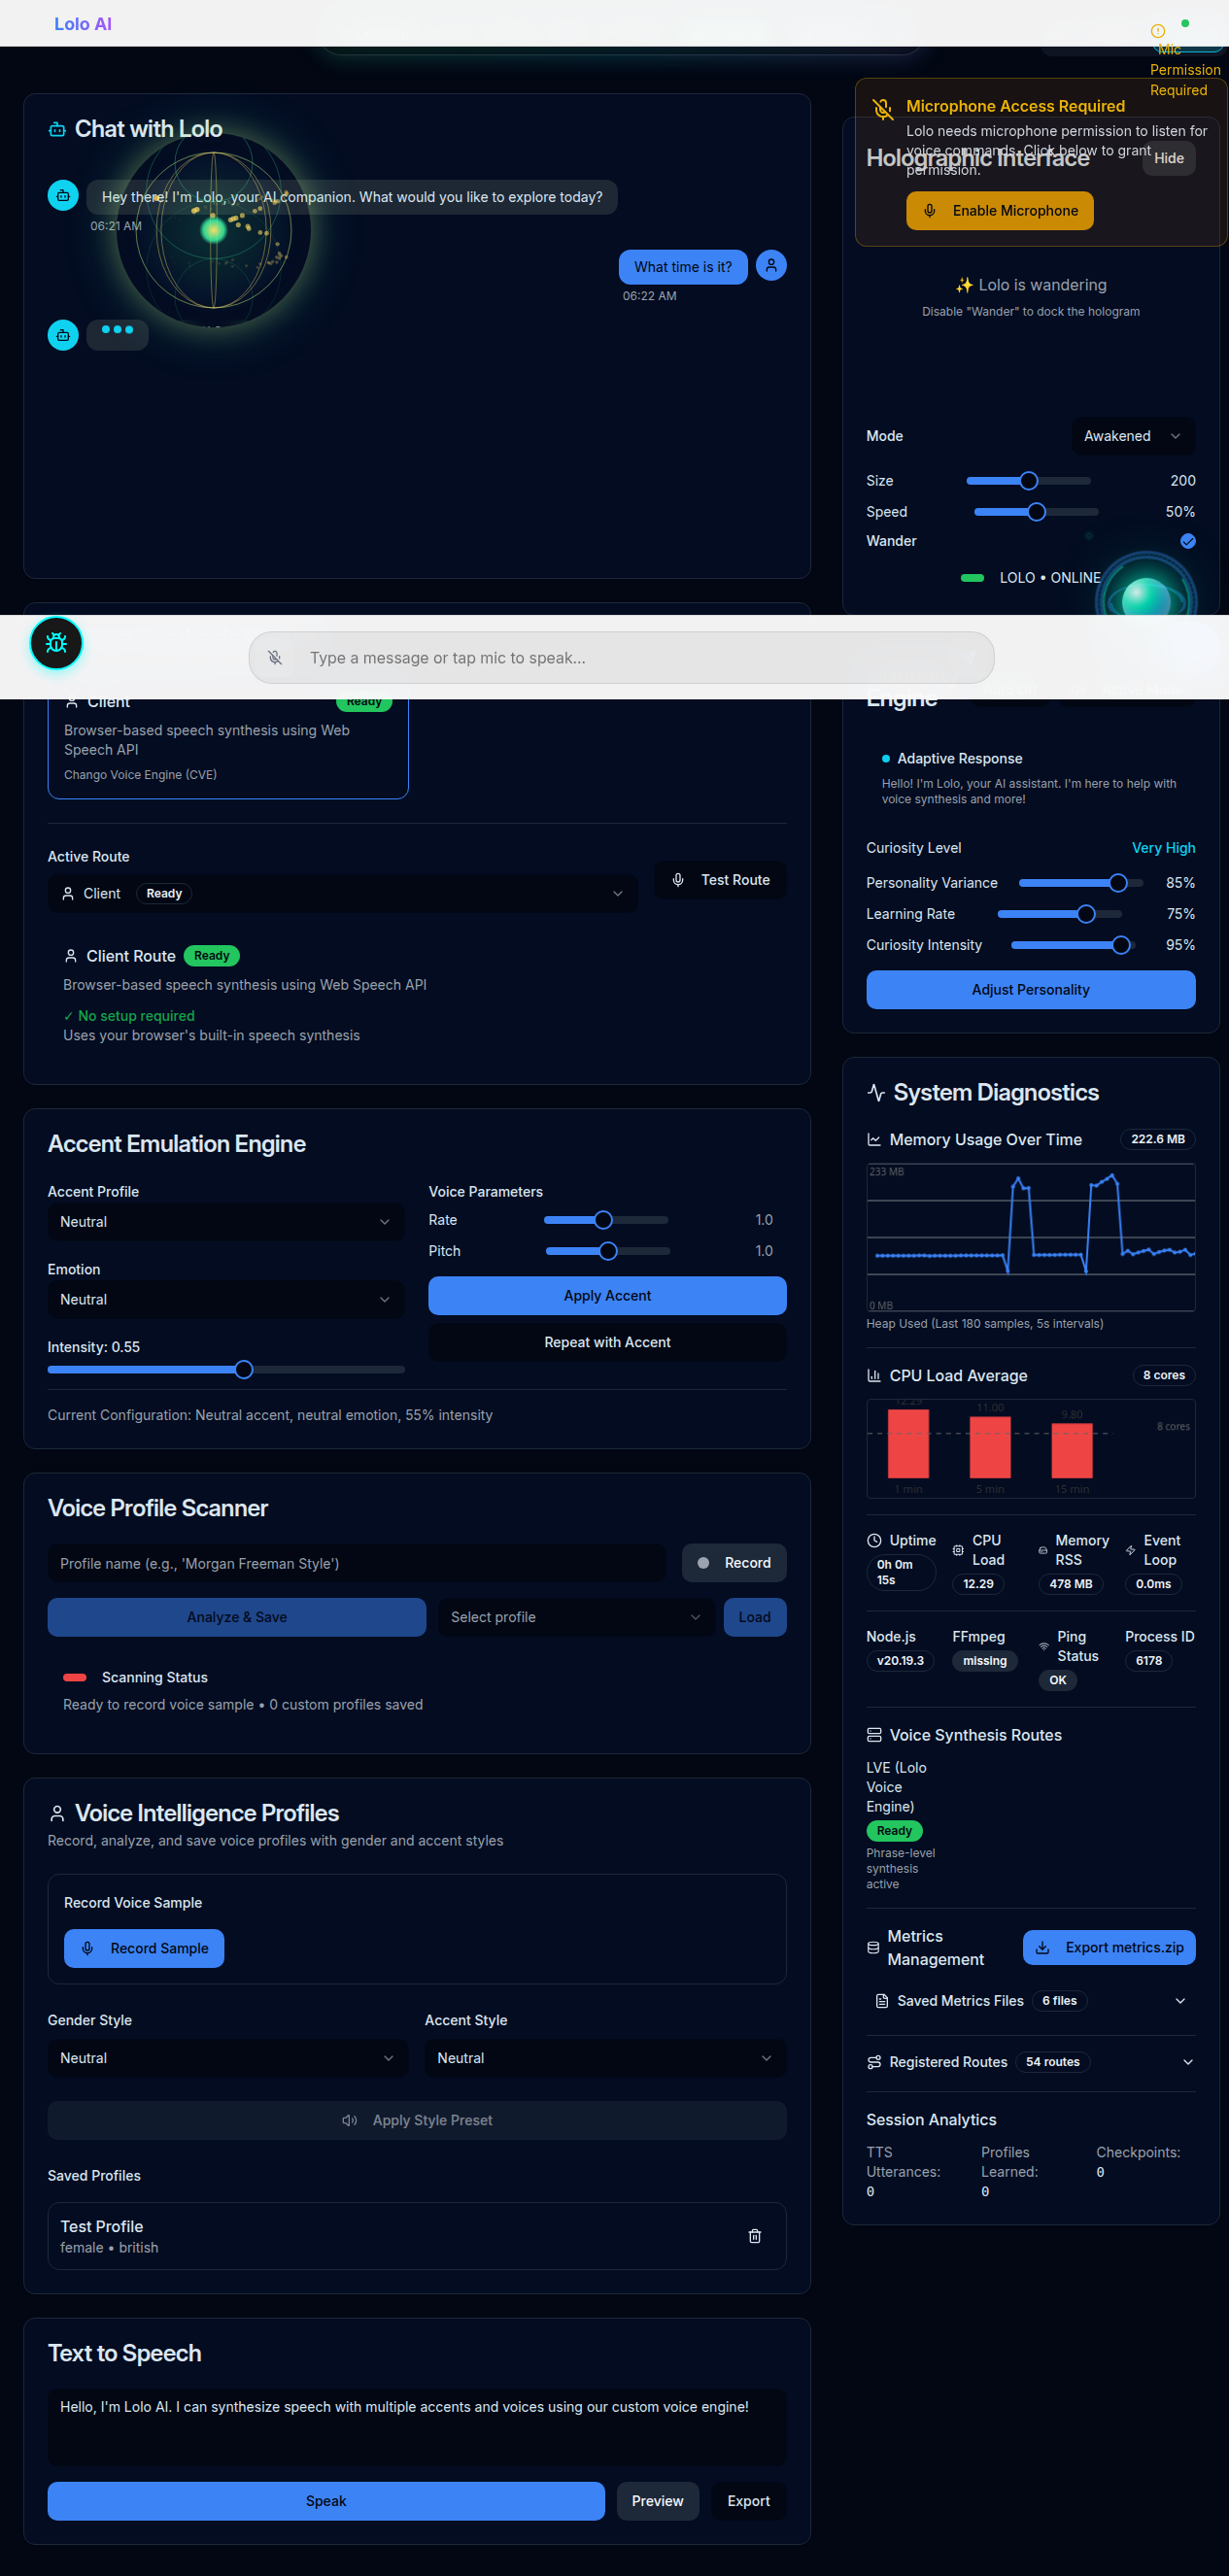 Lolo AI
Mic
Permission
Required
Chat with Lolo
Hey there! I'm Lolo, your AI companion. What would you like to explore today?
06:21 AM
What time is it?
06:22 AM
Microphone Access Required
Lolo needs microphone permission to listen for
voice commands. Click below to grant
permission.
Enable Microphone
Holographic Interface
Hide
✨ Lolo is wandering
Disable "Wander" to dock the hologram
Mode
Awakened
Size
200
Speed
50%
Wander
LOLO • ONLINE
Type a message or tap mic to speak...
Client
Ready
Browser-based speech synthesis using Web
Speech API
Chango Voice Engine (CVE)
Active Route
Client
Ready
Test Route
Client Route
Ready
Browser-based speech synthesis using Web Speech API
✓ No setup required
Uses your browser's built-in speech synthesis
Engine
Adaptive Response
Hello! I'm Lolo, your AI assistant. I'm here to help with
voice synthesis and more!
Curiosity Level
Very High
Personality Variance
85%
Learning Rate
75%
Curiosity Intensity
95%
Adjust Personality
Accent Emulation Engine
Accent Profile
Neutral
Emotion
Neutral
Intensity: 0.55
Voice Parameters
Rate
1.0
Pitch
1.0
Apply Accent
Repeat with Accent
Current Configuration: Neutral accent, neutral emotion, 55% intensity
System Diagnostics
Memory Usage Over Time
222.6 MB
233 MB
0 MB
Heap Used (Last 180 samples, 5s intervals)
CPU Load Average
8 cores
12.29
11.00
9.80
8 cores
1 min
5 min
15 min
Uptime
0h 0m
15s
CPU
Load
12.29
Memory
RSS
478 MB
Event
Loop
0.0ms
Node.js
v20.19.3
FFmpeg
missing
Ping
Status
OK
Process ID
6178
Voice Synthesis Routes
LVE (Lolo
Voice
Engine)
Ready
Phrase-level
synthesis
active
Metrics
Management
Export metrics.zip
Saved Metrics Files
6 files
Registered Routes
54 routes
Session Analytics
TTS
Utterances:
0
Profiles
Learned:
0
Checkpoints:
0
Voice Profile Scanner
Profile name (e.g., 'Morgan Freeman Style')
Record
Analyze & Save
Select profile
Load
Scanning Status
Ready to record voice sample • 0 custom profiles saved
Voice Intelligence Profiles
Record, analyze, and save voice profiles with gender and accent styles
Record Voice Sample
Record Sample
Gender Style
Neutral
Accent Style
Neutral
Apply Style Preset
Saved Profiles
Test Profile
female • british
Text to Speech
Hello, I'm Lolo AI. I can synthesize speech with multiple accents and voices using our custom voice engine!
Speak
Preview
Export